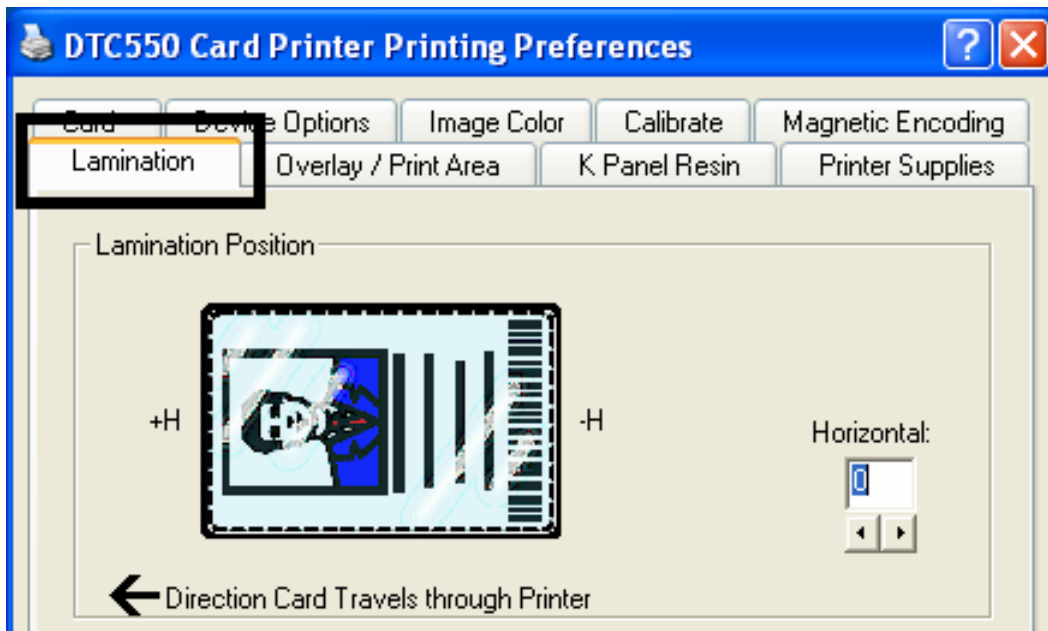 DTC550 Card Printer Printing Preferences
Card Device Options Image Color Calibrate Magnetic Encoding
Lamination Overlay / Print Area K Panel Resin Printer Supplies
Lamination Position
+H -H
Horizontal:
0
Direction Card Travels through Printer